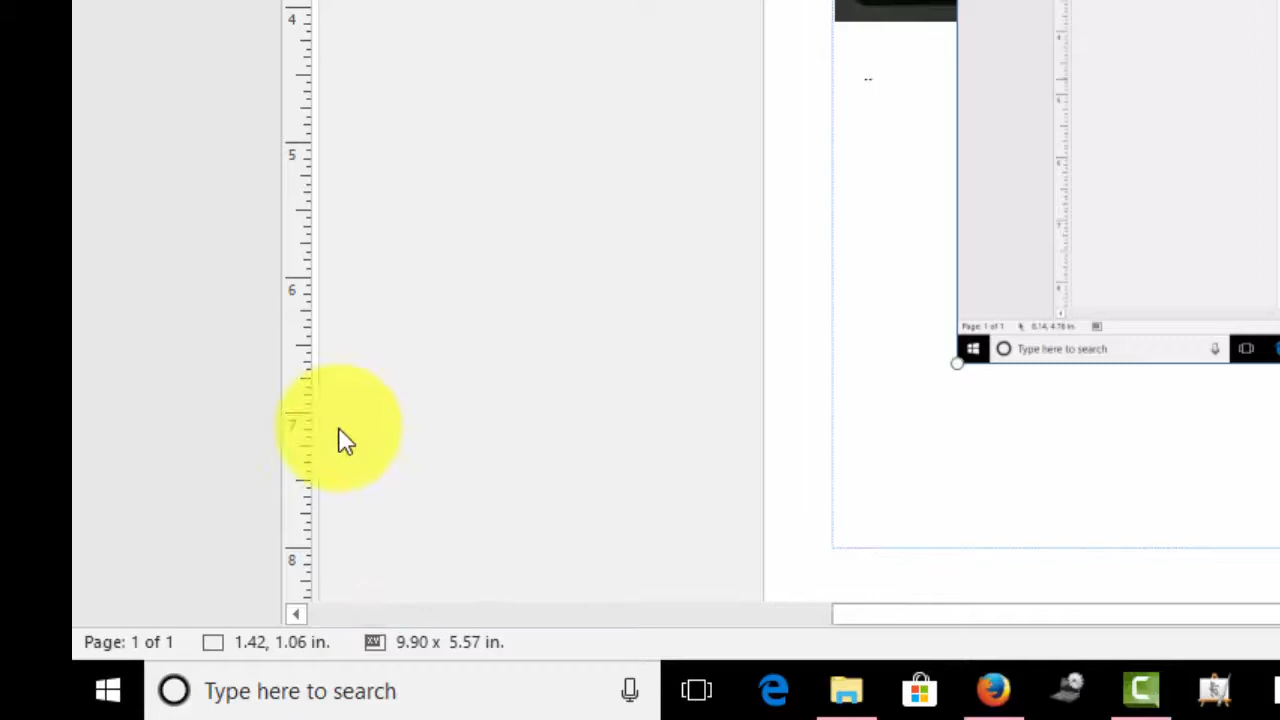 4
5
6
7
8
--
Page: 1 of 1
Type here to search
Page: 1 of 1 1.42, 1.06 in. 9.90 x 5.57 in.
Type here to search